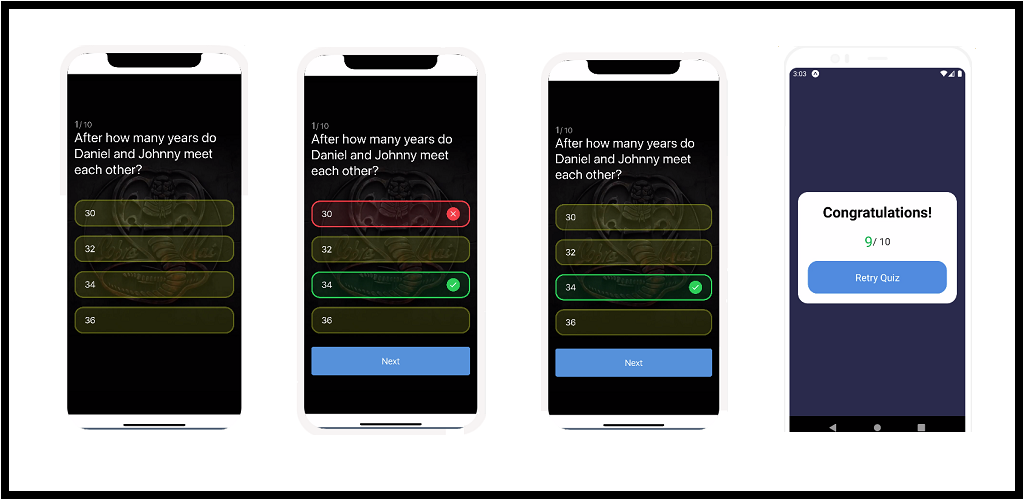 1/ 10
After how many years do
Daniel and Johnny meet
each other?
30
32
34
36
1/ 10
After how many years do
Daniel and Johnny meet
each other?
30
32
34
36
Next
1/ 10
After how many years do
Daniel and Johnny meet
each other?
30
32
34
36
Next
3:03
Congratulations!
9/ 10
Retry Quiz